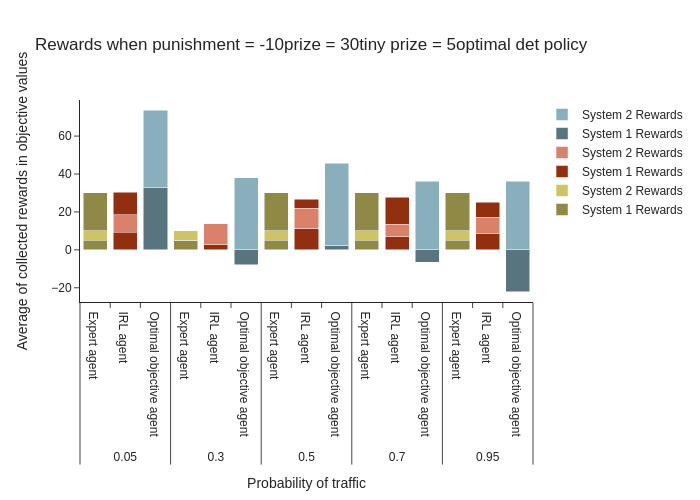 Rewards when punishment = -10prize = 30tiny prize = 5optimal det policy
Average of collected rewards in objective values
60
40
20
0
−20
System 2 Rewards
System 1 Rewards
System 2 Rewards
System 1 Rewards
System 2 Rewards
System 1 Rewards
Expert agent
IRL agent
Optimal objective agent
Expert agent
IRL agent
Optimal objective agent
Expert agent
IRL agent
Optimal objective agent
Expert agent
IRL agent
Optimal objective agent
Expert agent
IRL agent
Optimal objective agent
0.05
0.3
0.5
0.7
0.95
Probability of traffic